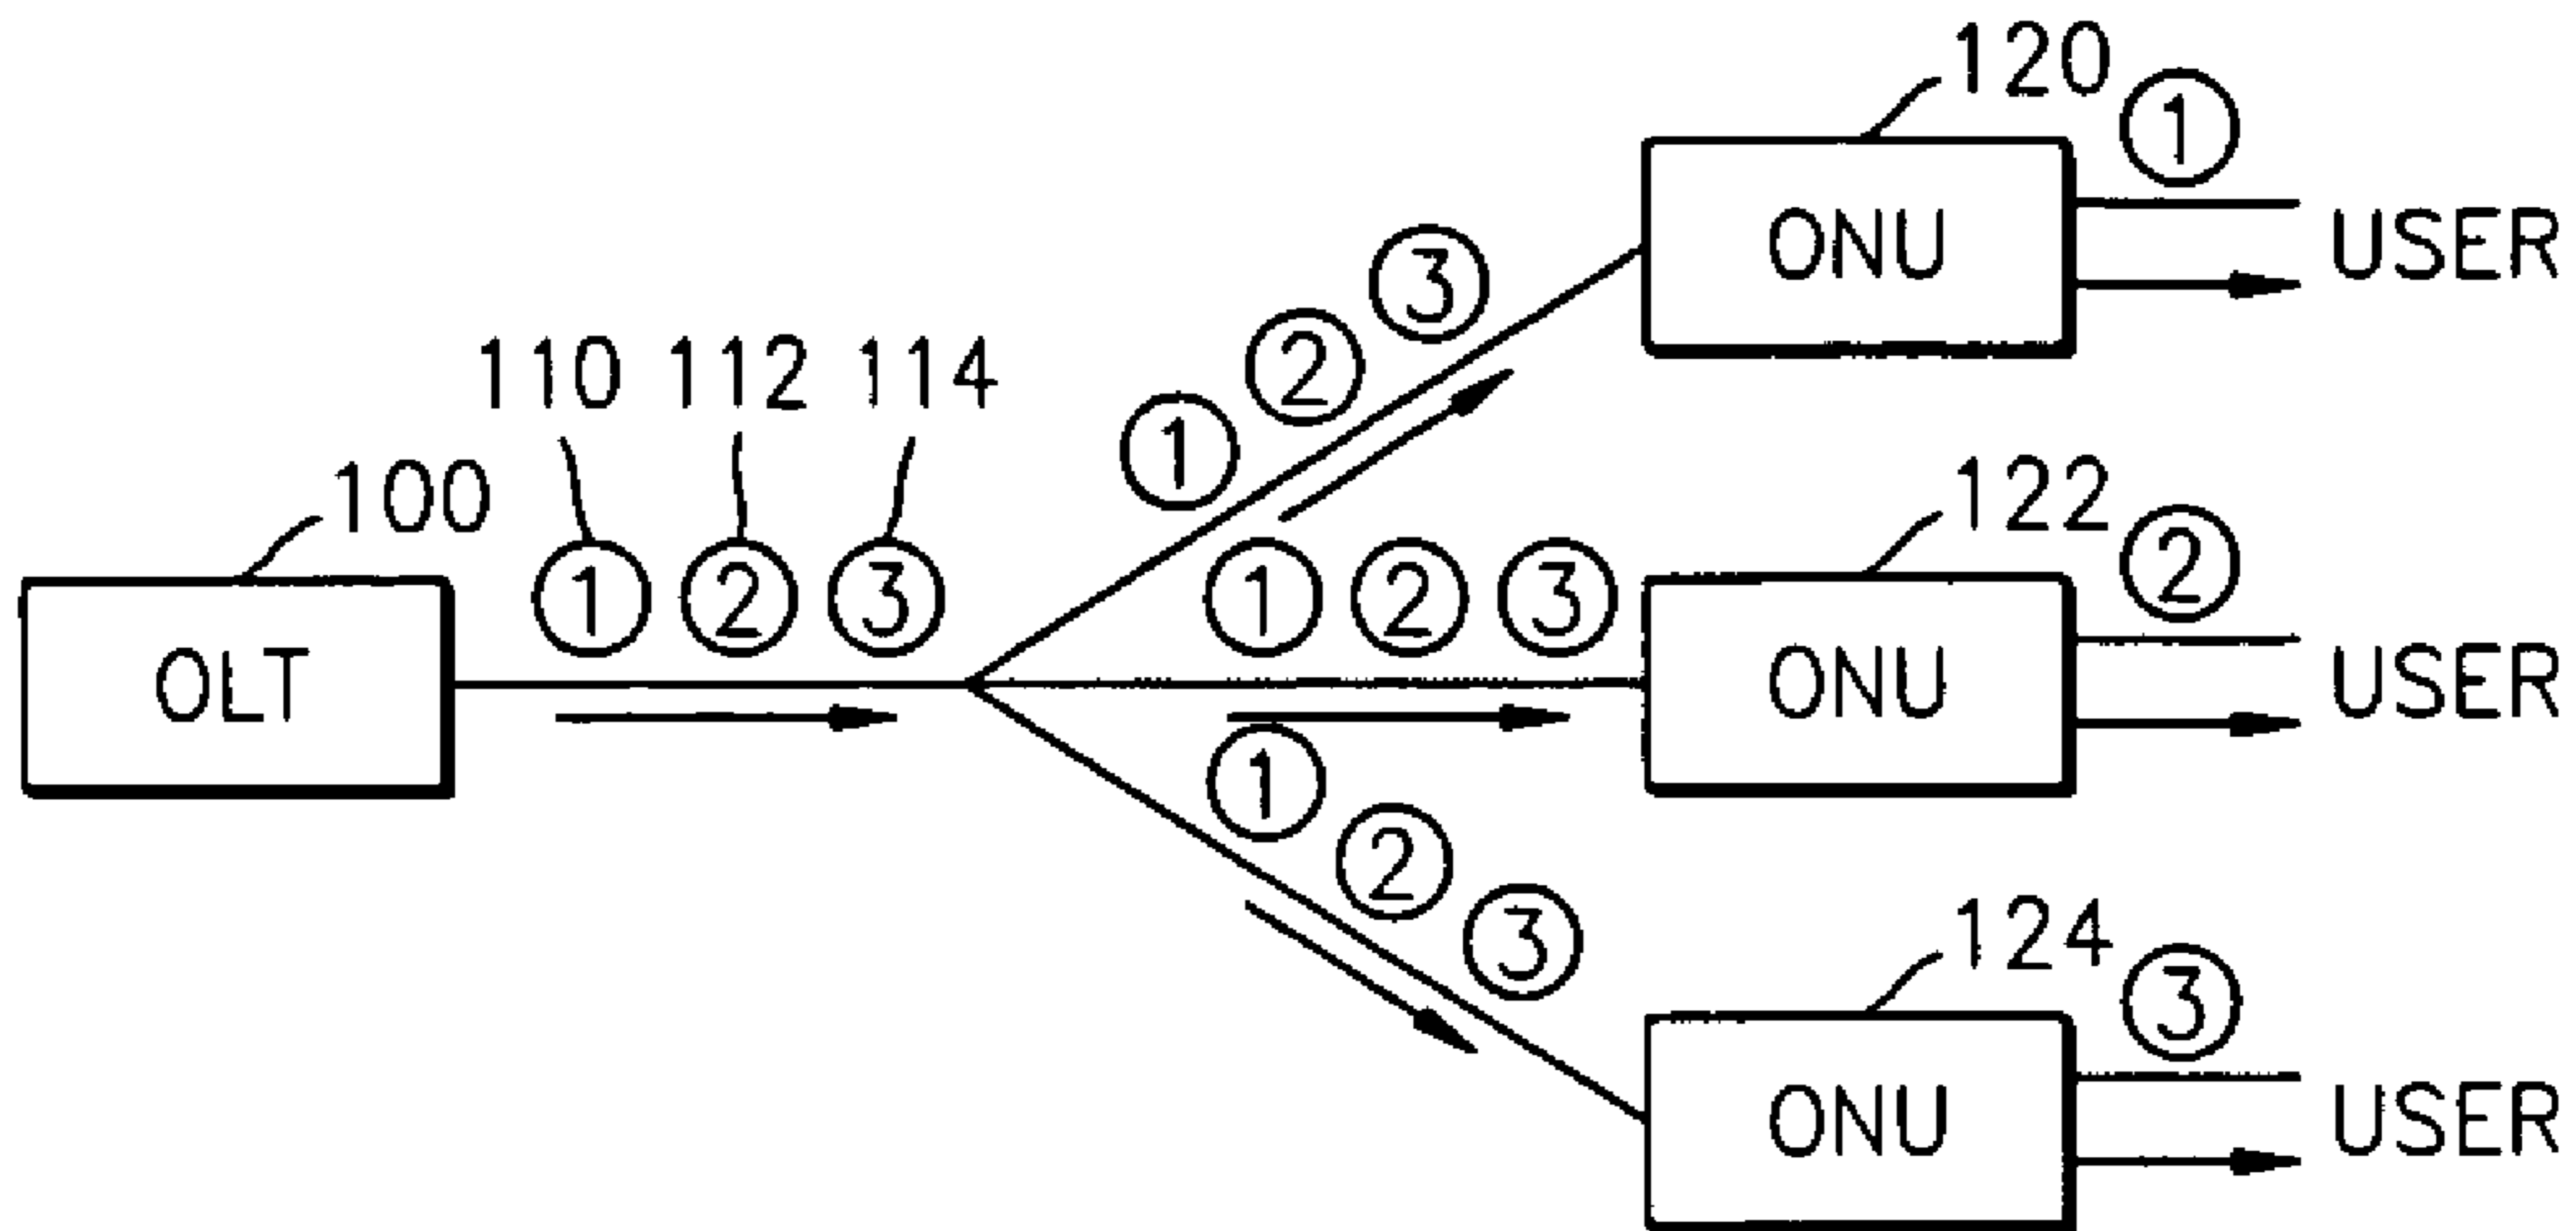 120 ①
ONU USER
③
②
①
110 112 114
100
① ② ③
OLT
122 ②
① ② ③
ONU USER
①
②
③
124 ③
ONU USER